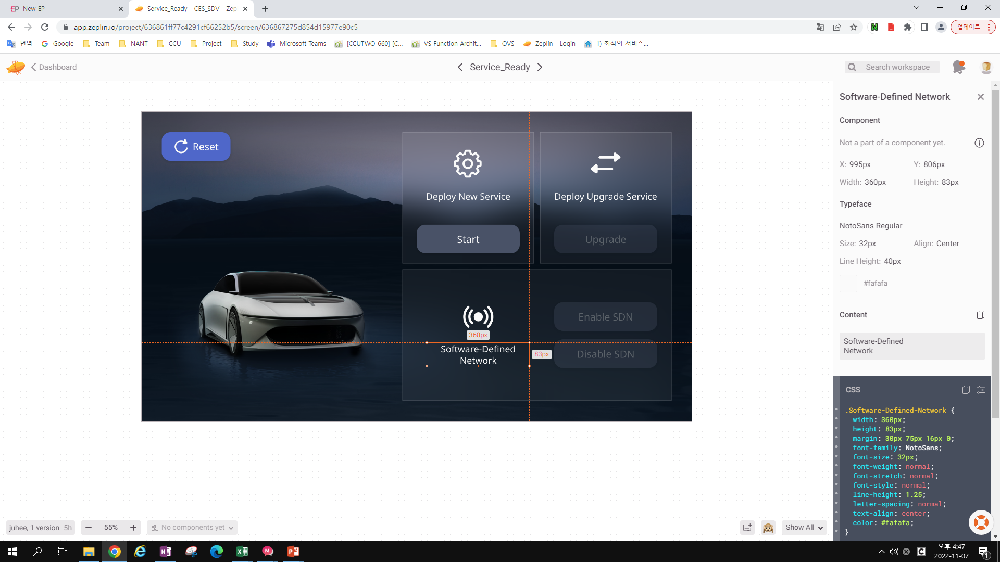 New EP
Service_Ready - CES_SDV - Zepl
app.zeplin.io/project/636861ff77c4291cf66252b5/screen/636867275d854d15977e90c5
업데이트
번역
Google
Team
NANT
CCU
Project
Study
Microsoft Teams
[CCUTWO-660] [C...
VS Function Archit...
OVS
Zeplin - Login
1) 최적의 서비스...
Dashboard
Service_Ready
Search workspace
Reset
Deploy New Service
Deploy Upgrade Service
Start
Upgrade
Enable SDN
360px
Software-Defined
Network
83px
Disable SDN
Software-Defined Network
Component
Not a part of a component yet.
X: 995px
Y: 806px
Width: 360px
Height: 83px
Typeface
NotoSans-Regular
Size: 32px
Align: Center
Line Height: 40px
#fafafa
Content
Software-Defined
Network
CSS
.Software-Defined-Network {
width: 360px;
height: 83px;
margin: 30px 75px 16px 0;
font-family: NotoSans;
font-size: 32px;
font-weight: normal;
font-stretch: normal;
font-style: normal;
line-height: 1.25;
letter-spacing: normal;
text-align: center;
color: #fafafa;
}
juhee, 1 version 5h
55%
No components yet
Show All
오후 4:47
2022-11-07
1